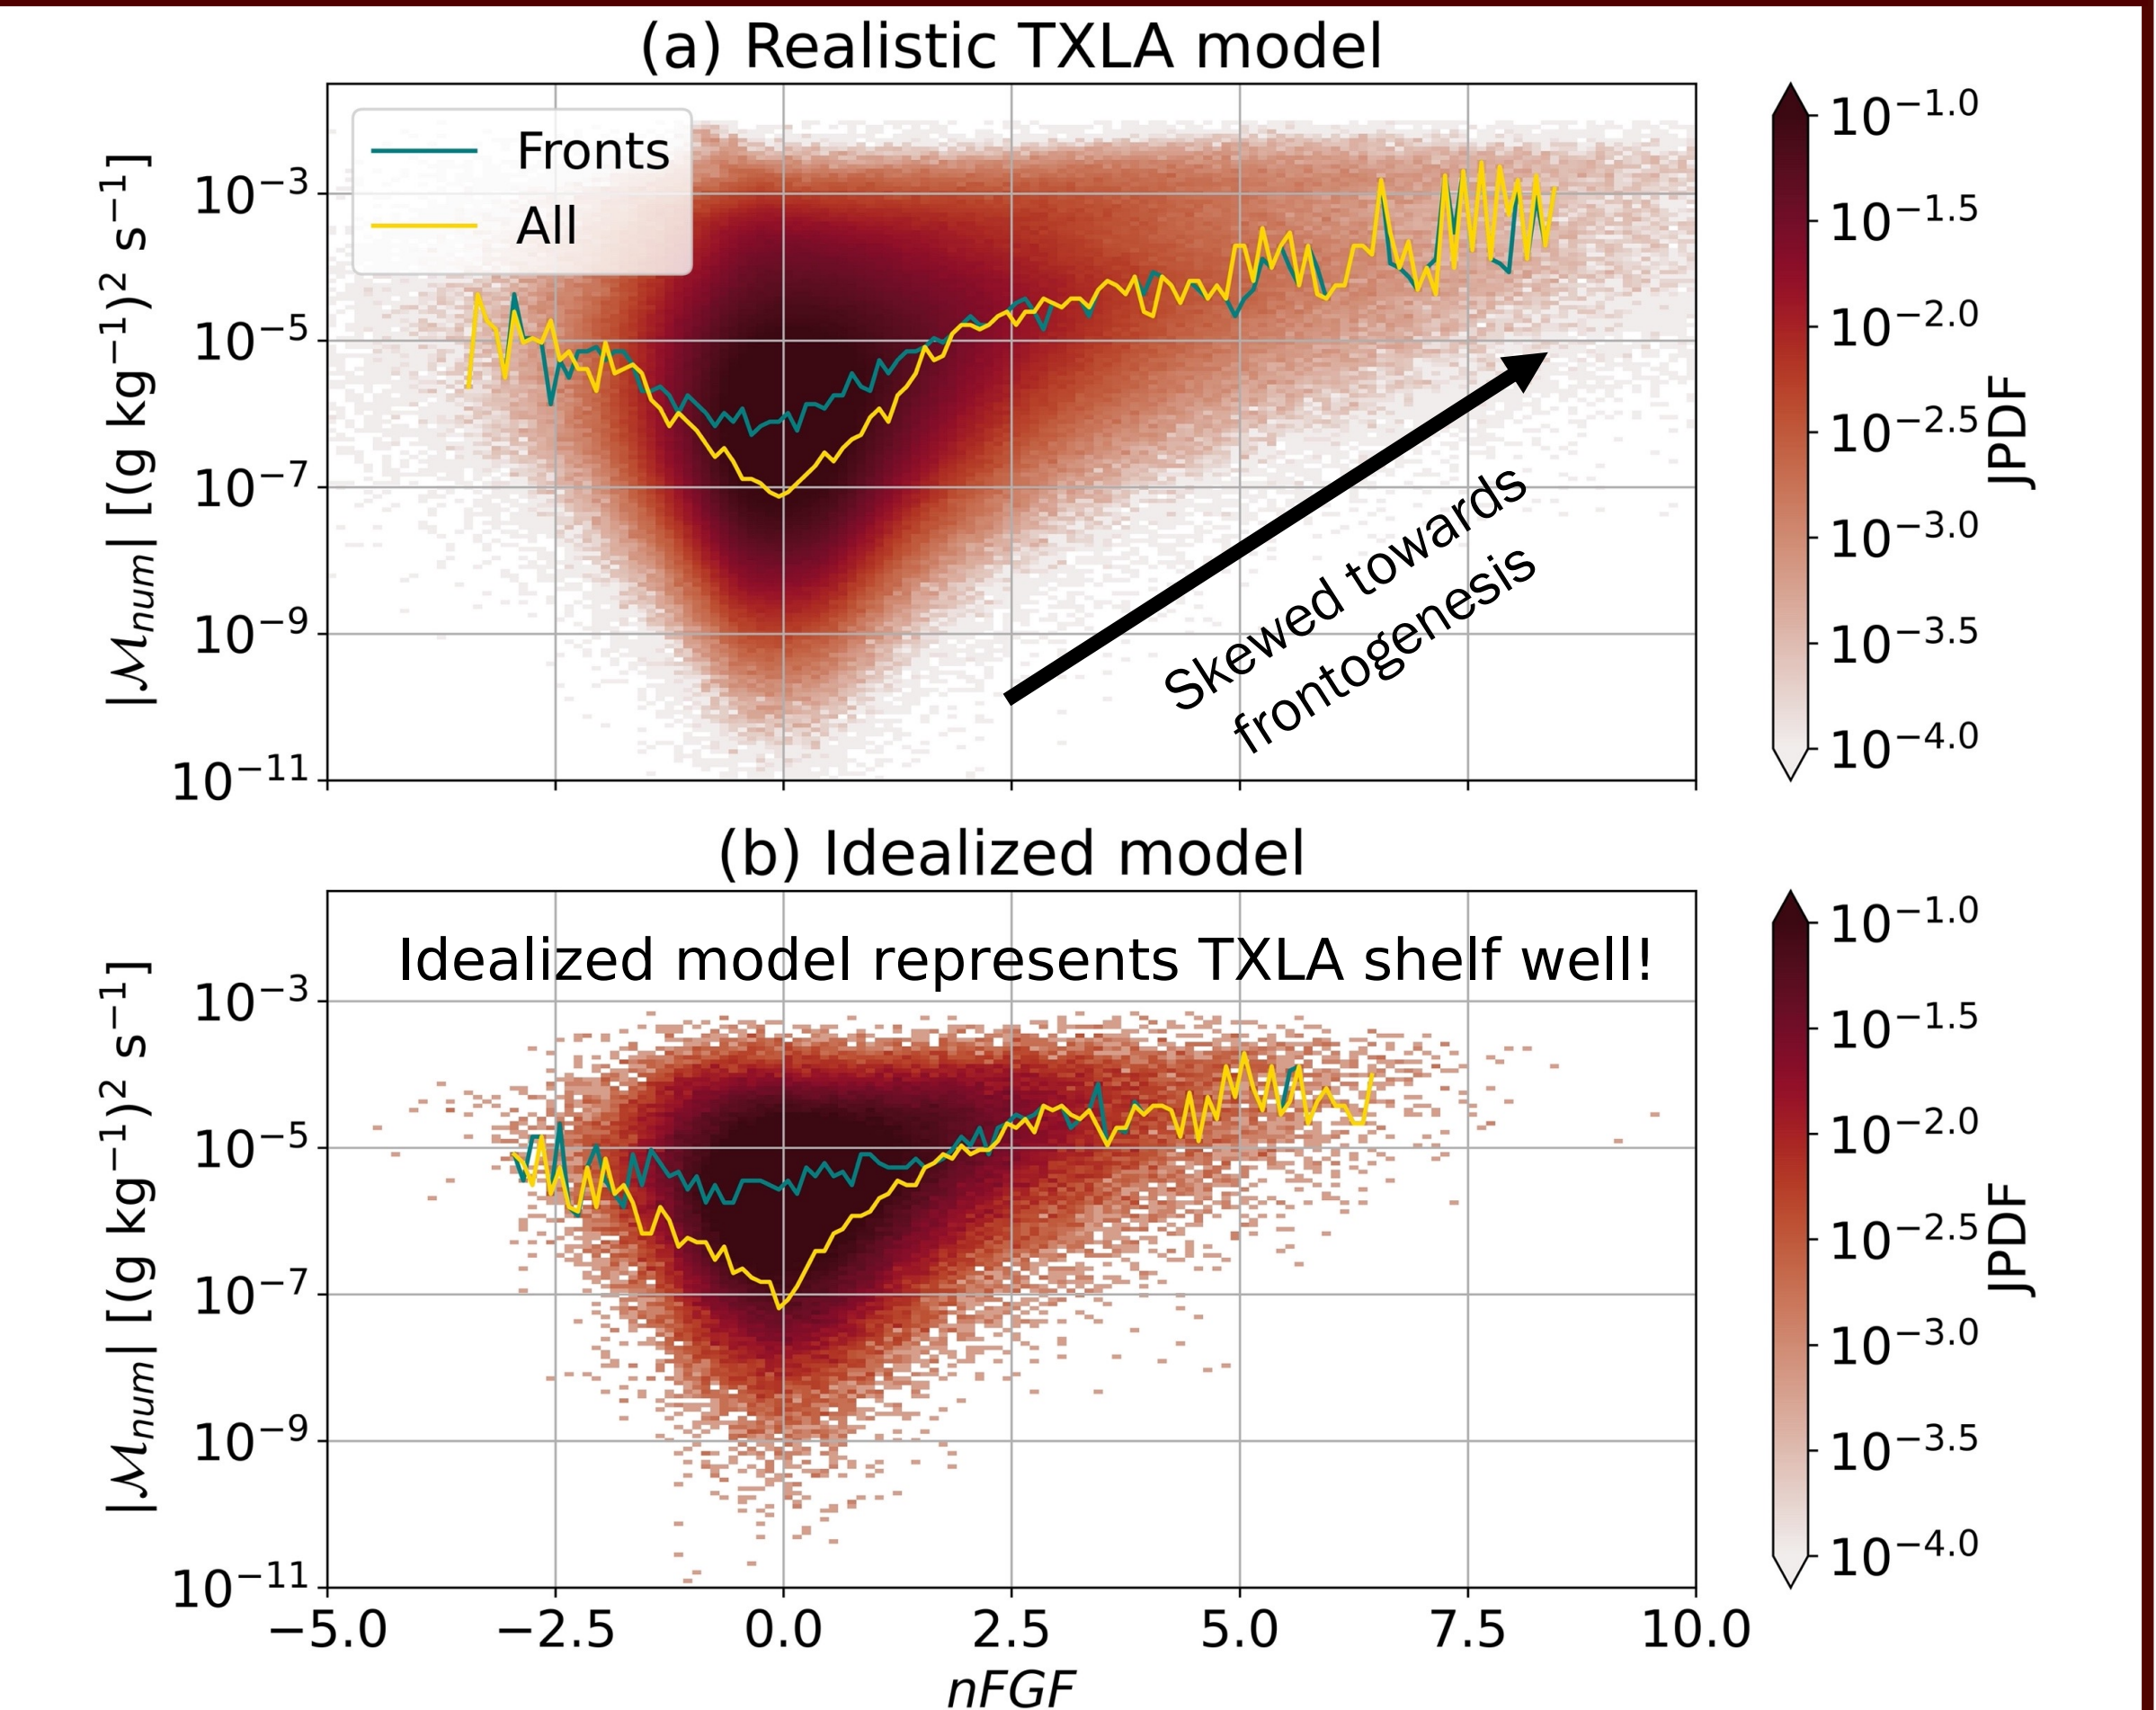 (a) Realistic TXLA model
Fronts
All
10⁻³
10⁻⁵
10⁻⁷
10⁻⁹
10⁻¹¹
|ℳnum| [(g kg⁻¹)² s⁻¹]
Skewed towards
frontogenesis
10⁻¹·⁰
10⁻¹·⁵
10⁻²·⁰
10⁻²·⁵
10⁻³·⁰
10⁻³·⁵
10⁻⁴·⁰
JPDF
(b) Idealized model
Idealized model represents TXLA shelf well!
10⁻³
10⁻⁵
10⁻⁷
10⁻⁹
10⁻¹¹
|ℳnum| [(g kg⁻¹)² s⁻¹]
−5.0 −2.5 0.0 2.5 5.0 7.5 10.0
nFGF
10⁻¹·⁰
10⁻¹·⁵
10⁻²·⁰
10⁻²·⁵
10⁻³·⁰
10⁻³·⁵
10⁻⁴·⁰
JPDF